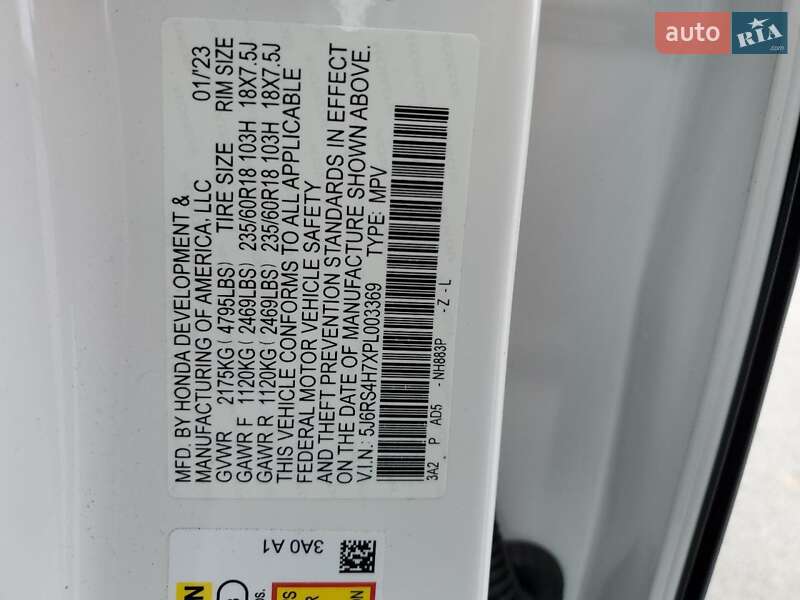 auto RIA
.com
MFD. BY HONDA DEVELOPMENT &
MANUFACTURING OF AMERICA, LLC 01/'23
GVWR 2175KG(4795LBS) TIRE SIZE RIM SIZE
GAWR F 1120KG(2469LBS) 235/60R18 103H 18X7.5J
GAWR R 1120KG(2469LBS) 235/60R18 103H 18X7.5J
THIS VEHICLE CONFORMS TO ALL APPLICABLE
FEDERAL MOTOR VEHICLE SAFETY
AND THEFT PREVENTION STANDARDS IN EFFECT
ON THE DATE OF MANUFACTURE SHOWN ABOVE.
V.I.N.: 5J6RS4H7XPL003369 TYPE: MPV
3A2 P AD5 - NH883P - Z - L
3A0 A1